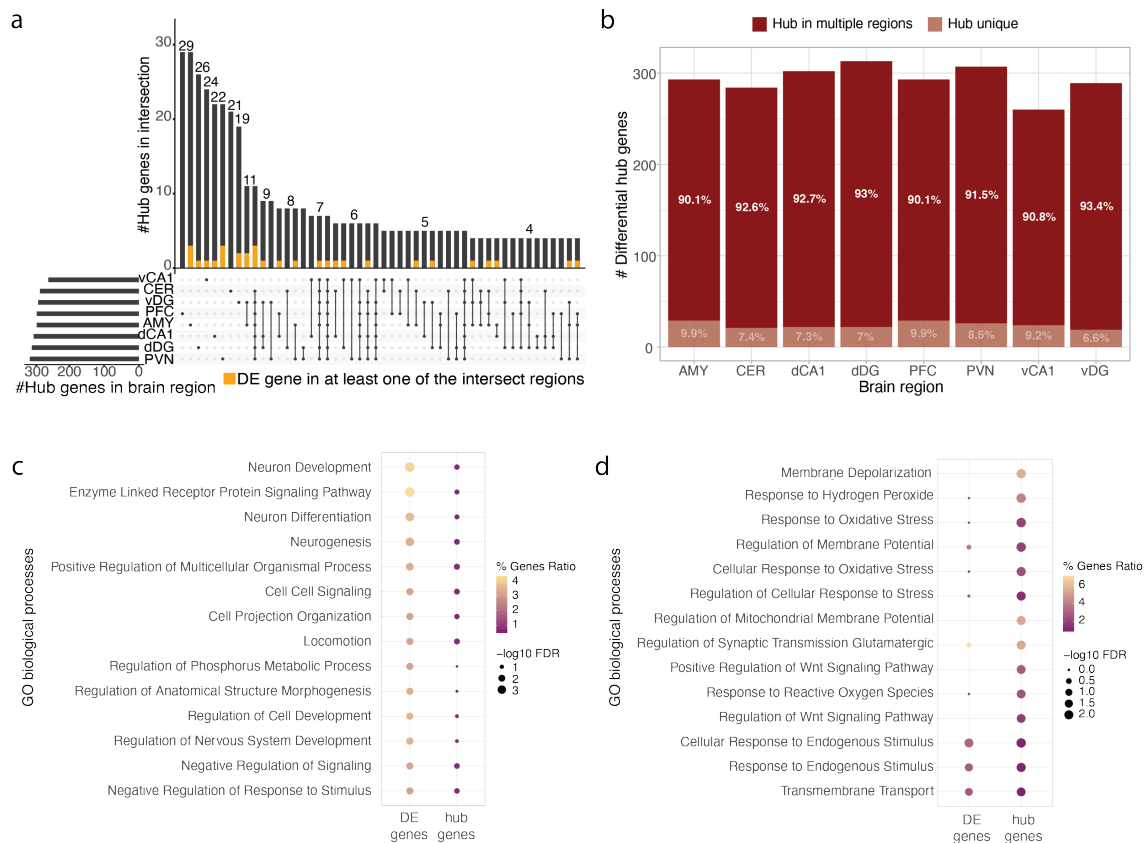 a
#Hub genes in intersection
30
20
10
0
29
26
24
22
21
19
11
9
8
7
6
5
4
vCA1
CER
vDG
PFC
AMY
dCA1
dDG
PVN
300 200 100 0
#Hub genes in brain region
DE gene in at least one of the intersect regions
b
Hub in multiple regions
Hub unique
# Differential hub genes
300
200
100
0
90.1% 92.6% 92.7% 93% 90.1% 91.5% 90.8% 93.4%
9.9% 7.4% 7.3% 7% 9.9% 8.5% 9.2% 6.6%
AMY CER dCA1 dDG PFC PVN vCA1 vDG
Brain region
c
GO biological processes
Neuron Development
Enzyme Linked Receptor Protein Signaling Pathway
Neuron Differentiation
Neurogenesis
Positive Regulation of Multicellular Organismal Process
Cell Cell Signaling
Cell Projection Organization
Locomotion
Regulation of Phosphorus Metabolic Process
Regulation of Anatomical Structure Morphogenesis
Regulation of Cell Development
Regulation of Nervous System Development
Negative Regulation of Signaling
Negative Regulation of Response to Stimulus
DE genes
hub genes
% Genes Ratio
4
3
2
1
−log10 FDR
1
2
3
d
GO biological processes
Membrane Depolarization
Response to Hydrogen Peroxide
Response to Oxidative Stress
Regulation of Membrane Potential
Cellular Response to Oxidative Stress
Regulation of Cellular Response to Stress
Regulation of Mitochondrial Membrane Potential
Regulation of Synaptic Transmission Glutamatergic
Positive Regulation of Wnt Signaling Pathway
Response to Reactive Oxygen Species
Regulation of Wnt Signaling Pathway
Cellular Response to Endogenous Stimulus
Response to Endogenous Stimulus
Transmembrane Transport
DE genes
hub genes
% Genes Ratio
6
4
2
−log10 FDR
0.0
0.5
1.0
1.5
2.0